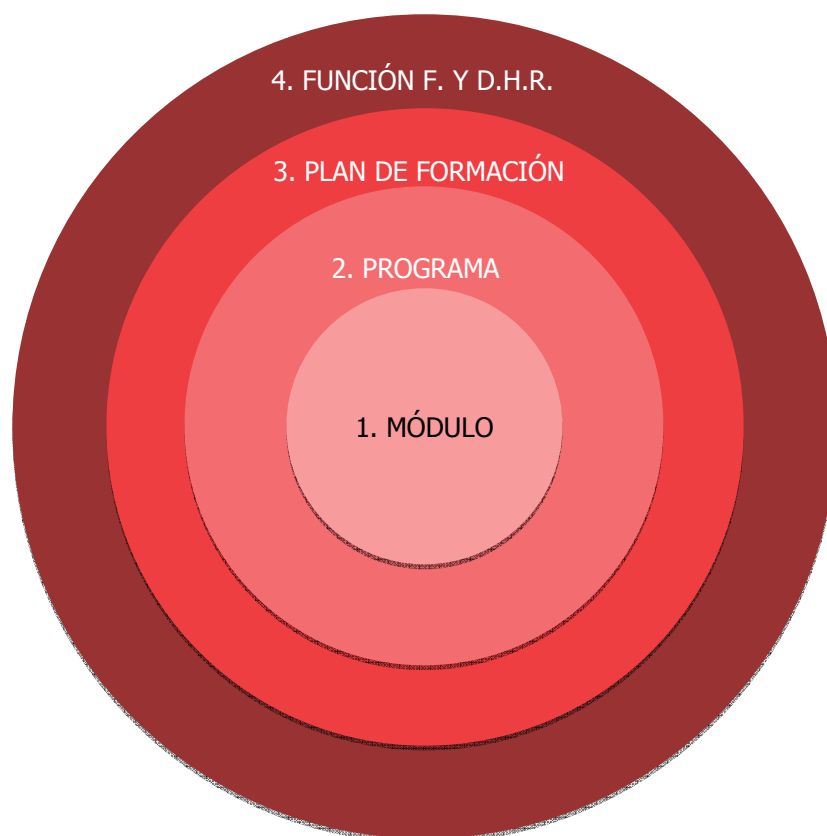 4. FUNCIÓN F. Y D.H.R.
3. PLAN DE FORMACIÓN
2. PROGRAMA
1. MÓDULO